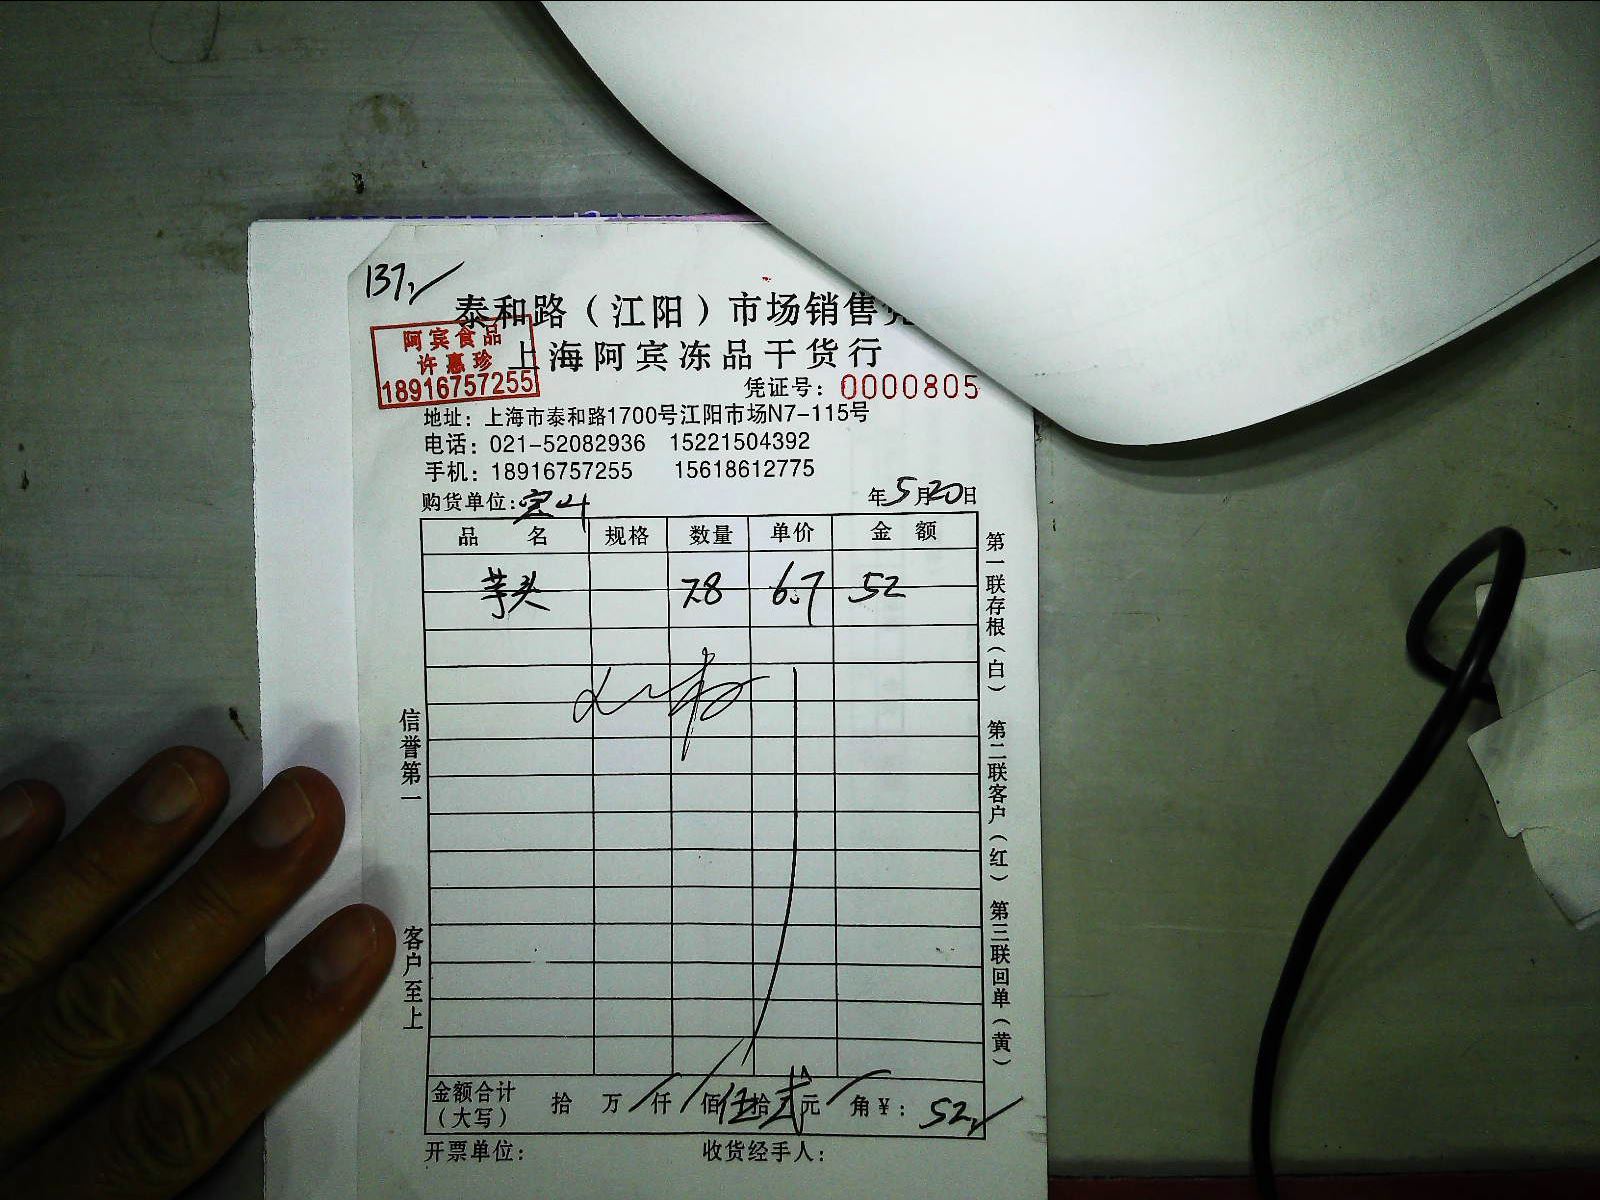 137
泰和路（江阳）市场销售
阿宾食品
许惠珍
18916757255
上海阿宾冻品干货行
凭证号：0000805
地址：上海市泰和路1700号江阳市场N7-115号
电话：021-52082936 15221504392
手机：18916757255 15618612775
购货单位：宝山 年5月20日
品 名 规格 数量 单价 金 额
芋头 7.8 6.7 52
信誉第一
客户至上
第一联存根（白） 第二联客户（红） 第三联回单（黄）
金额合计（大写） 拾 万 仟 佰伍拾贰元 角￥：52
开票单位： 收货经手人：